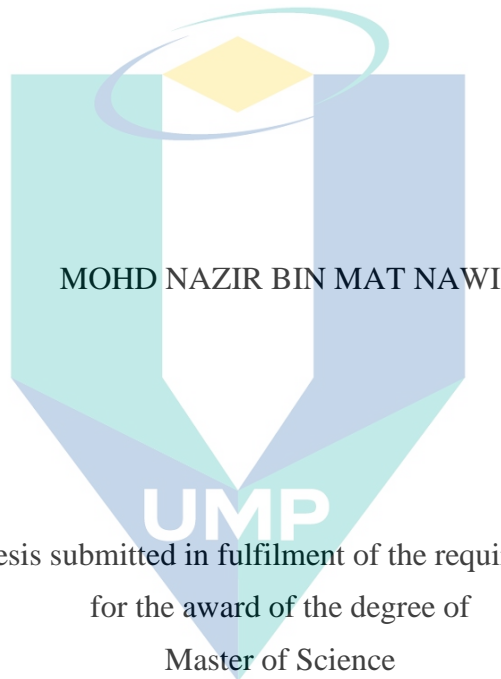 MOHD NAZIR BIN MAT NAWI
UMP
esis submitted in fulfilment of the requi
for the award of the degree of
Master of Science